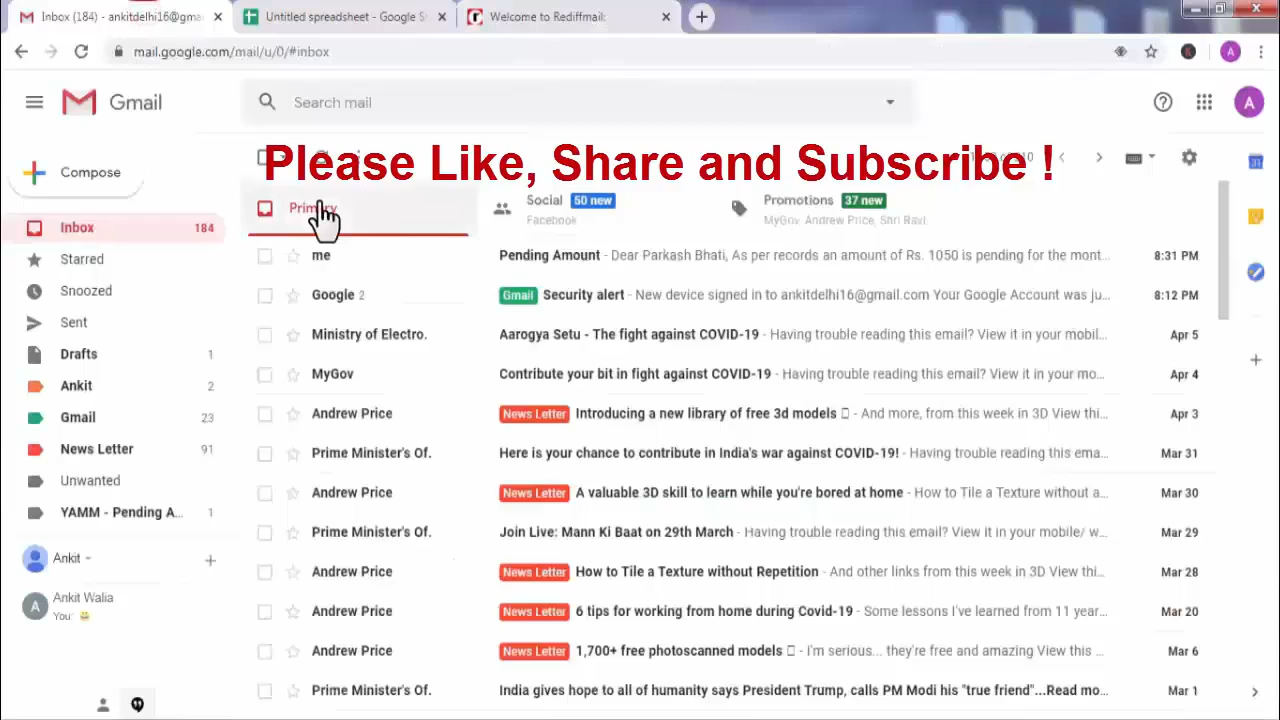 Inbox (184) - ankitdelhi16@gma
Untitled spreadsheet - Google S
Welcome to Rediffmail:
mail.google.com/mail/u/0/#inbox
A
Gmail
Search mail
A
Please Like, Share and Subscribe !
Compose
Primary
Social 50 new
Facebook
Promotions 37 new
MyGov, Andrew Price, Shri Ravi.
Inbox 184
Starred
Snoozed
Sent
Drafts 1
Ankit 2
Gmail 23
News Letter 91
Unwanted
YAMM - Pending A... 1
Ankit
A
Ankit Walia
You: 😀
me Pending Amount - Dear Parkash Bhati, As per records an amount of Rs. 1050 is pending for the mont... 8:31 PM
Google 2 Gmail Security alert - New device signed in to ankitdelhi16@gmail.com Your Google Account was ju... 8:12 PM
Ministry of Electro. Aarogya Setu - The fight against COVID-19 - Having trouble reading this email? View it in your mobil... Apr 5
MyGov Contribute your bit in fight against COVID-19 - Having trouble reading this email? View it in your mo... Apr 4
Andrew Price News Letter Introducing a new library of free 3d models - And more, from this week in 3D View thi... Apr 3
Prime Minister's Of. Here is your chance to contribute in India's war against COVID-19! - Having trouble reading this ema... Mar 31
Andrew Price News Letter A valuable 3D skill to learn while you're bored at home - How to Tile a Texture without a... Mar 30
Prime Minister's Of. Join Live: Mann Ki Baat on 29th March - Having trouble reading this email? View it in your mobile/ w... Mar 29
Andrew Price News Letter How to Tile a Texture without Repetition - And other links from this week in 3D View thi... Mar 28
Andrew Price News Letter 6 tips for working from home during Covid-19 - Some lessons I've learned from 11 year... Mar 20
Andrew Price News Letter 1,700+ free photoscanned models - i'm serious... they're free and amazing View this ... Mar 6
Prime Minister's Of. India gives hope to all of humanity says President Trump, calls PM Modi his "true friend"...Read mo... Mar 1